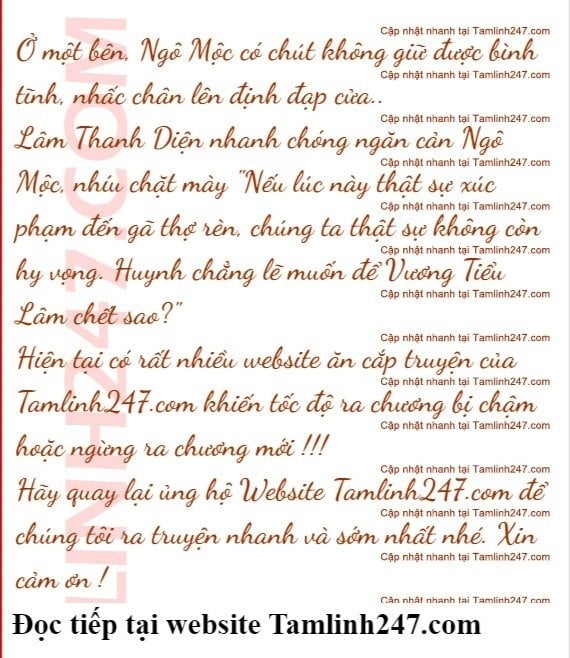 Cập nhật nhanh tại Tamlinh247.com
Ở một bên, Ngô Mộc có chút không giữ được bình
Cập nhật nhanh tại Tamlinh247.com
tĩnh, nhấc chân lên định đạp cửa..
Cập nhật nhanh tại Tamlinh247.com
Lâm Thanh Diện nhanh chóng ngăn cản Ngô
Cập nhật nhanh tại Tamlinh247.com
Mộc, nhíu chặt mày "Nếu lúc này thật sự xúc
Cập nhật nhanh tại Tamlinh247.com
phạm đến gã thợ rèn, chúng ta thật sự không còn
Cập nhật nhanh tại Tamlinh247.com
hy vọng. Huynh chẳng lẽ muốn để Vương Tiểu
Cập nhật nhanh tại Tamlinh247.com
Lâm chết sao?"
Cập nhật nhanh tại Tamlinh247.com
Hiện tại có rất nhiều website ăn cắp truyện của
Cập nhật nhanh tại Tamlinh247.com
Tamlinh247.com khiến tốc độ ra chương bị chậm
Cập nhật nhanh tại Tamlinh247.com
hoặc ngừng ra chương mới !!!
Cập nhật nhanh tại Tamlinh247.com
Hãy quay lại ủng hộ Website Tamlinh247.com để
Cập nhật nhanh tại Tamlinh247.com
chúng tôi ra truyện nhanh và sớm nhất nhé. Xin
Cập nhật nhanh tại Tamlinh247.com
cảm ơn !
Cập nhật nhanh tại Tamlinh247.com
LINH247.COM
Đọc tiếp tại website Tamlinh247.com